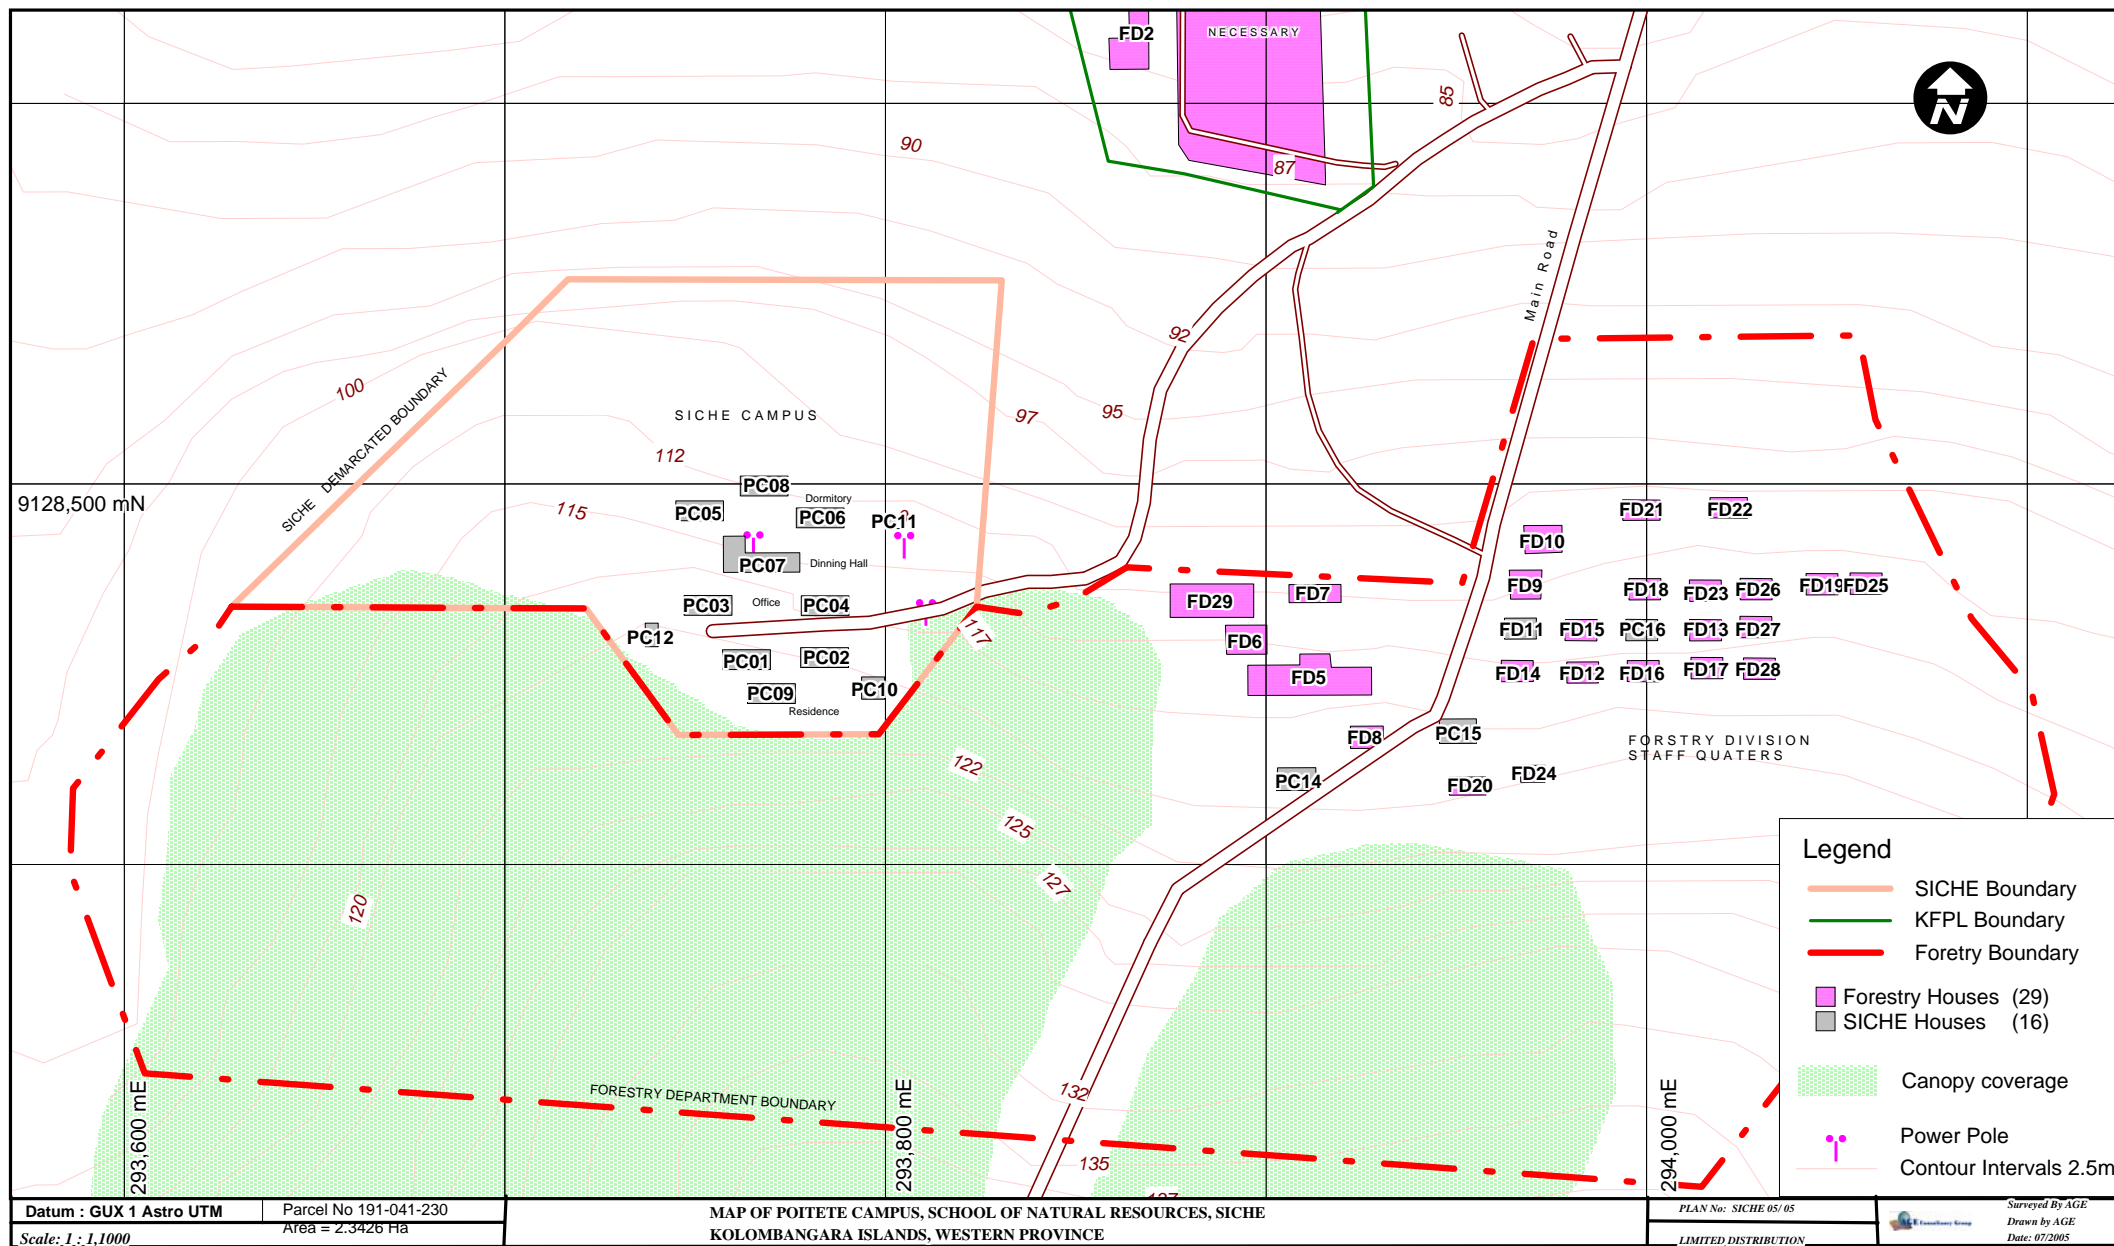 FD2
NECESSARY
85
90
87
N
Main Road
92
100
SICHE DEMARCATED BOUNDARY
SICHE CAMPUS
97
95
112
9128,500 mN
115
PC08
Dormitory
PC05
PC06
PC11
PC07
Dinning Hall
PC03
Office
PC04
PC12
117
PC01
PC02
PC09
PC10
Residence
FD21
FD22
FD10
FD9
FD18
FD23
FD26
FD19
FD25
FD29
FD7
FD6
FD11
FD15
PC16
FD13
FD27
FD5
FD14
FD12
FD16
FD17
FD28
FD8
PC15
FORSTRY DIVISION
STAFF QUATERS
PC14
FD20
FD24
122
125
127
120
132
135
FORESTRY DEPARTMENT BOUNDARY
293,600 mE
293,800 mE
294,000 mE
Legend
SICHE Boundary
KFPL Boundary
Foretry Boundary
Forestry Houses (29)
SICHE Houses (16)
Canopy coverage
Power Pole
Contour Intervals 2.5m
Datum : GUX 1 Astro UTM
Parcel No 191-041-230
Area = 2.3426 Ha
Scale: 1 : 1,1000
MAP OF POITETE CAMPUS, SCHOOL OF NATURAL RESOURCES, SICHE
KOLOMBANGARA ISLANDS, WESTERN PROVINCE
PLAN No: SICHE 05/ 05
LIMITED DISTRIBUTION
AGE Consultancy Group
Surveyed By AGE
Drawn by AGE
Date: 07/2005